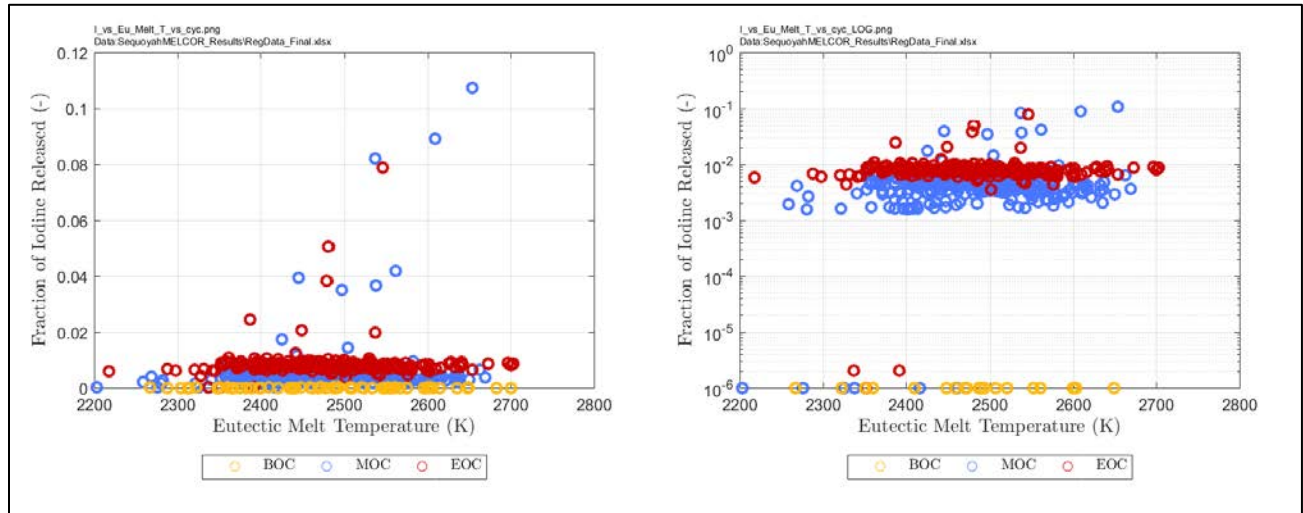 I_vs_Eu_Melt_T_vs_cyc.png
Data:SequoyahMELCOR_Results\RegData_Final.xlsx
0.12
0.1
0.08
0.06
0.04
0.02
0
Fraction of Iodine Released (-)
2200 2300 2400 2500 2600 2700 2800
Eutectic Melt Temperature (K)
BOC MOC EOC
I_vs_Eu_Melt_T_vs_cyc_LOG.png
Data:SequoyahMELCOR_Results\RegData_Final.xlsx
10⁰
10⁻¹
10⁻²
10⁻³
10⁻⁴
10⁻⁵
10⁻⁶
Fraction of Iodine Released (-)
2200 2300 2400 2500 2600 2700 2800
Eutectic Melt Temperature (K)
BOC MOC EOC